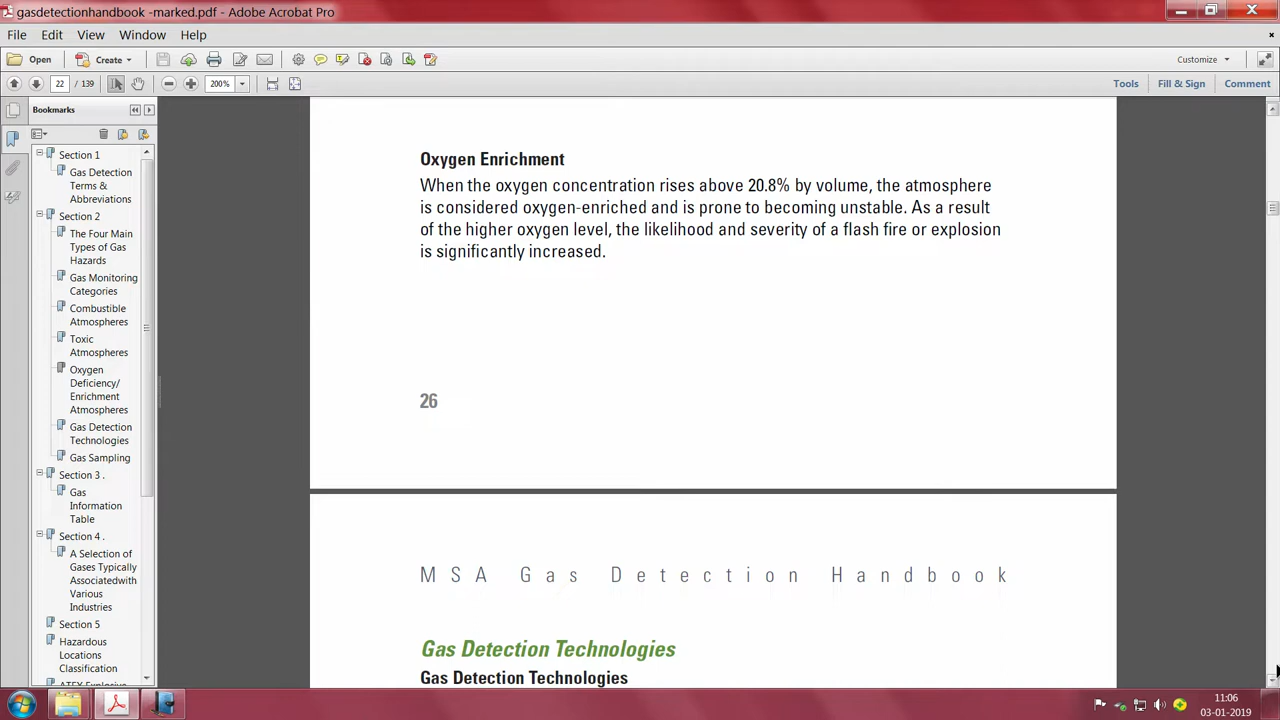 gasdetectionhandbook -marked.pdf - Adobe Acrobat Pro
File Edit View Window Help
Open Create Customize
22 / 139 200% Tools Fill & Sign Comment
Bookmarks
Section 1
Gas Detection
Terms &
Abbreviations
Section 2
The Four Main
Types of Gas
Hazards
Gas Monitoring
Categories
Combustible
Atmospheres
Toxic
Atmospheres
Oxygen
Deficiency/
Enrichment
Atmospheres
Gas Detection
Technologies
Gas Sampling
Section 3 .
Gas
Information
Table
Section 4 .
A Selection of
Gases Typically
Associatedwith
Various
Industries
Section 5
Hazardous
Locations
Classification
ATEX Explosive
Oxygen Enrichment
When the oxygen concentration rises above 20.8% by volume, the atmosphere
is considered oxygen-enriched and is prone to becoming unstable. As a result
of the higher oxygen level, the likelihood and severity of a flash fire or explosion
is significantly increased.
26
MSA Gas Detection Handbook
Gas Detection Technologies
Gas Detection Technologies
11:06
03-01-2019